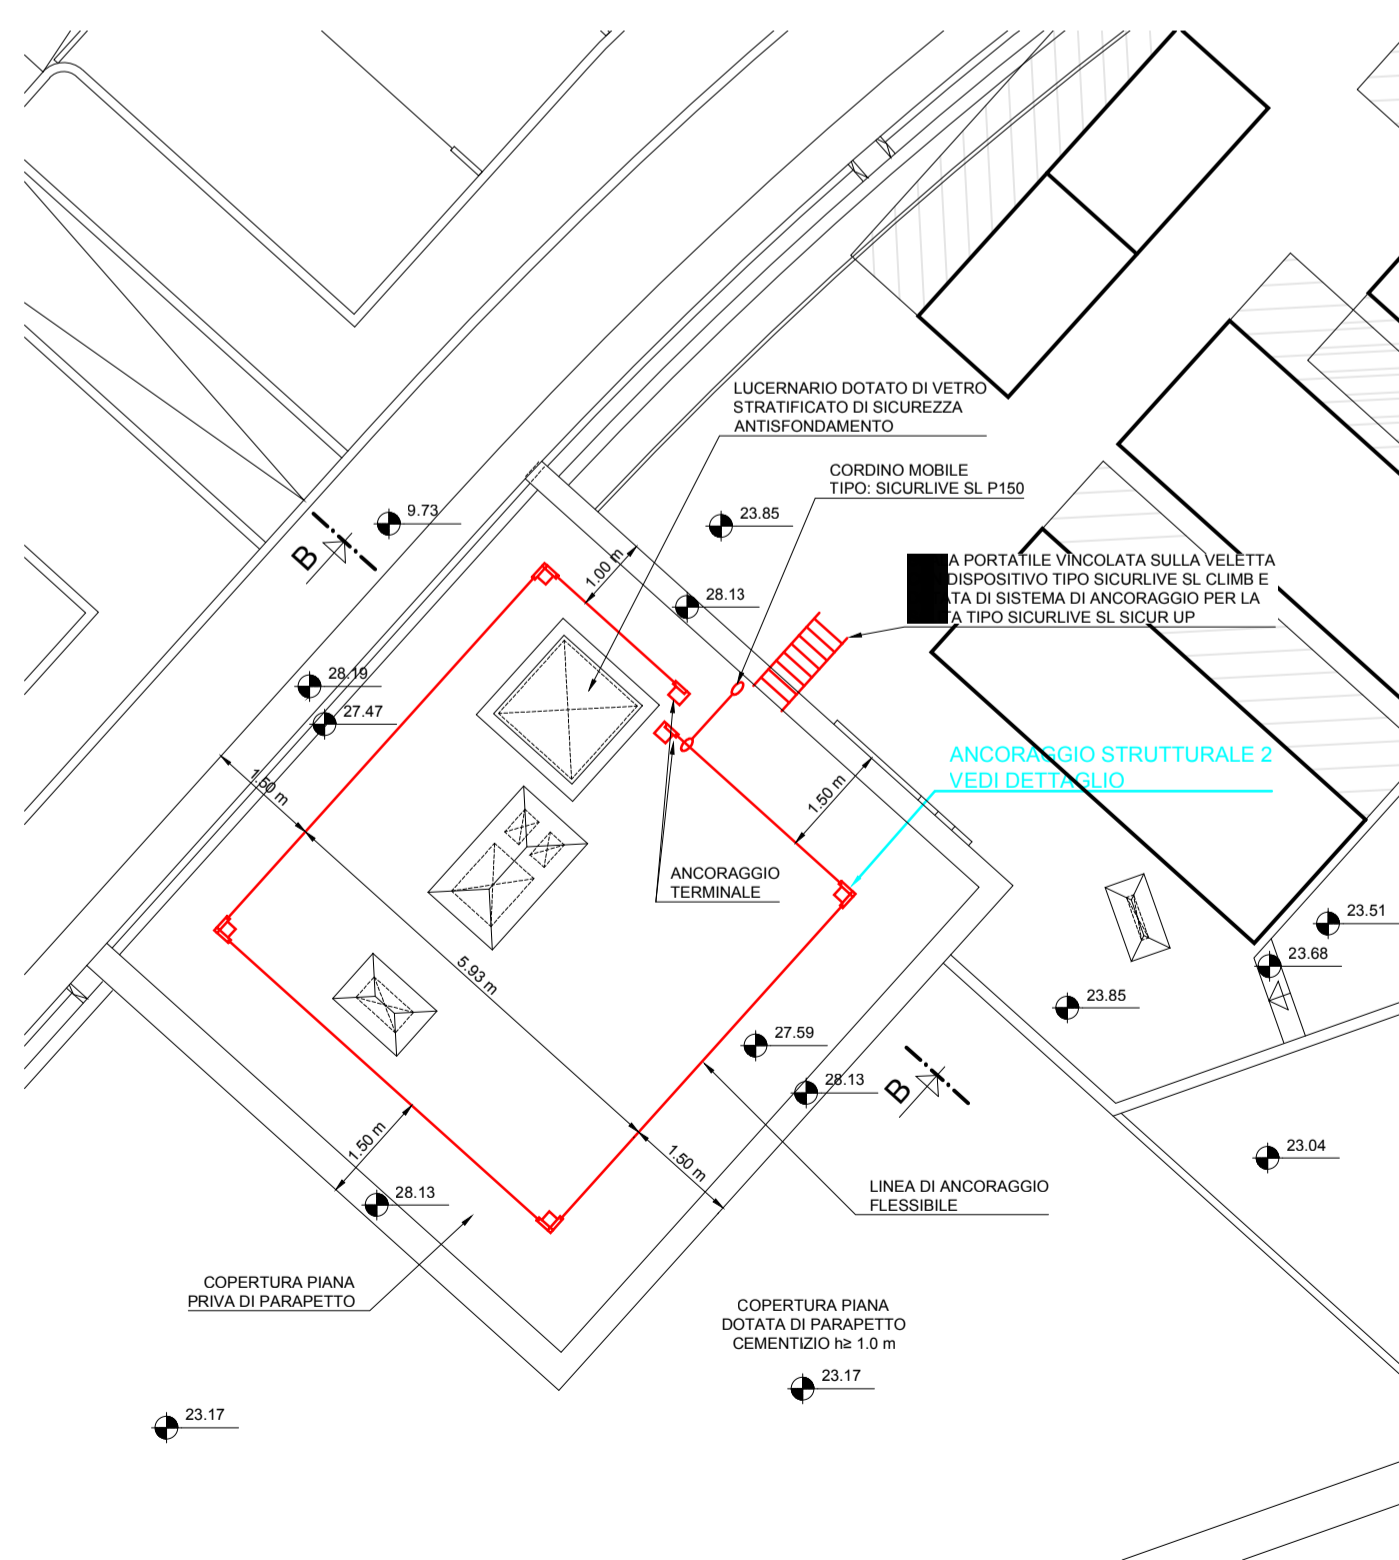 LUCERNARIO DOTATO DI VETRO
STRATIFICATO DI SICUREZZA
ANTISFONDAMENTO
CORDINO MOBILE
TIPO: SICURLIVE SL P150
9.73
23.85
B
1.00 m
28.13
A PORTATILE VINCOLATA SULLA VELETTA
DISPOSITIVO TIPO SICURLIVE SL CLIMB E
ATA DI SISTEMA DI ANCORAGGIO PER LA
A TIPO SICURLIVE SL SICUR UP
28.19
27.47
1.50 m
1.50 m
ANCORAGGIO STRUTTURALE 2
VEDI DETTAGLIO
ANCORAGGIO
TERMINALE
5.93 m
23.51
23.68
23.85
27.59
28.13
B
1.50 m
1.50 m
23.04
28.13
LINEA DI ANCORAGGIO
FLESSIBILE
COPERTURA PIANA
PRIVA DI PARAPETTO
COPERTURA PIANA
DOTATA DI PARAPETTO
CEMENTIZIO h≥ 1.0 m
23.17
23.17